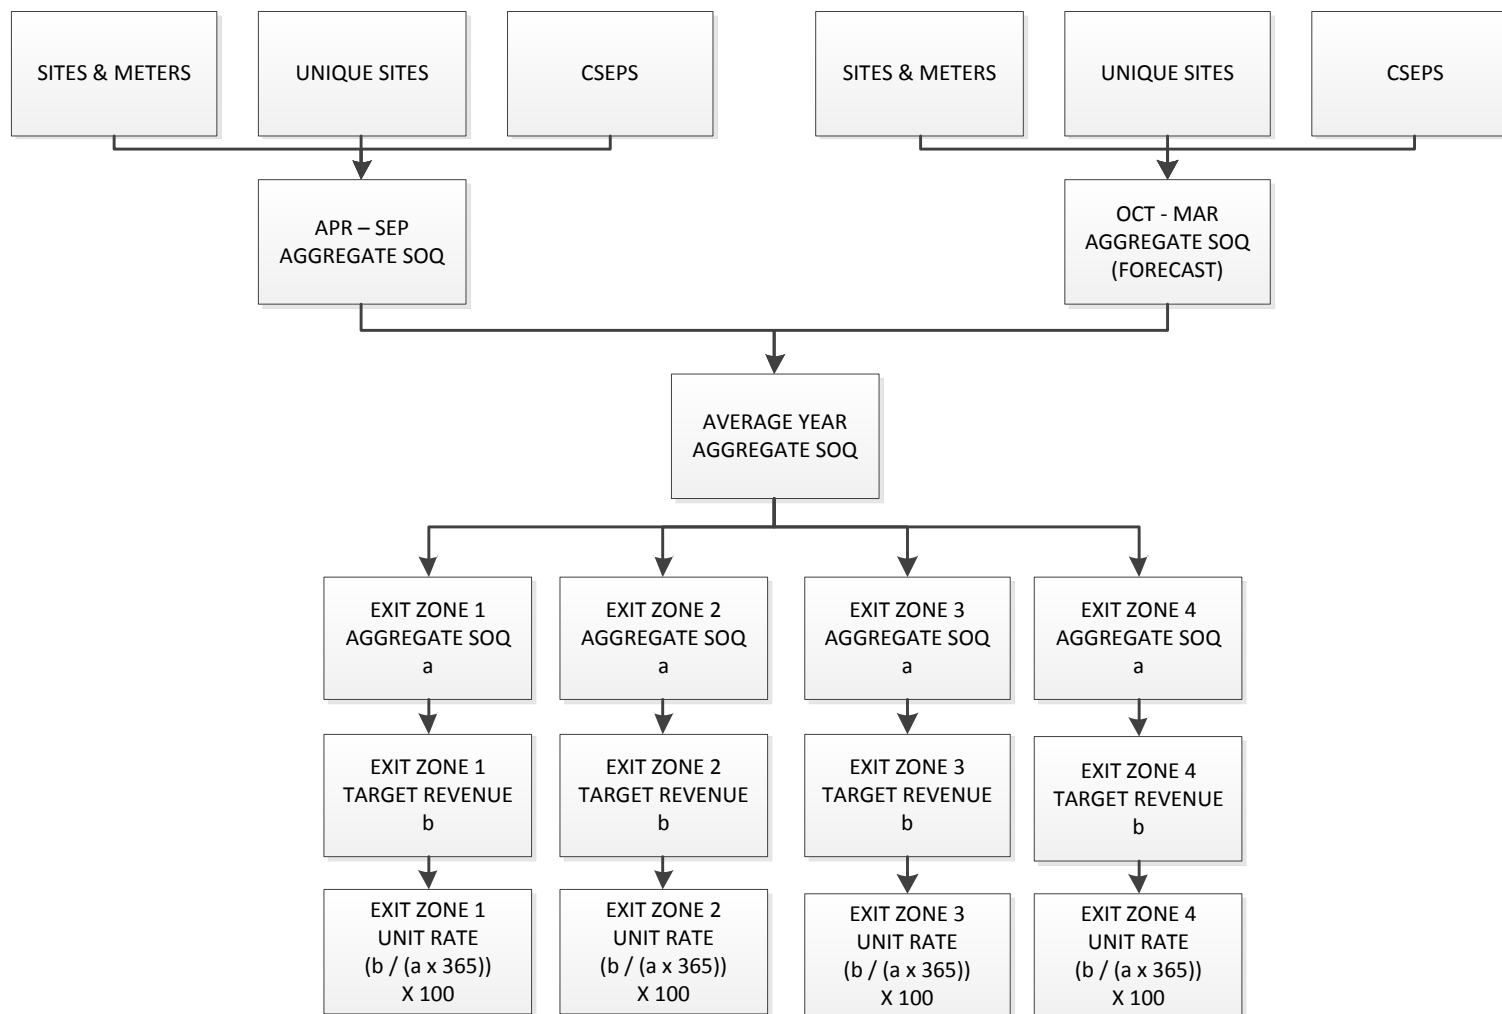 SITES & METERS
UNIQUE SITES
CSEPS
SITES & METERS
UNIQUE SITES
CSEPS
APR – SEP
AGGREGATE SOQ
OCT - MAR
AGGREGATE SOQ
(FORECAST)
AVERAGE YEAR
AGGREGATE SOQ
EXIT ZONE 1
AGGREGATE SOQ
a
EXIT ZONE 2
AGGREGATE SOQ
a
EXIT ZONE 3
AGGREGATE SOQ
a
EXIT ZONE 4
AGGREGATE SOQ
a
EXIT ZONE 1
TARGET REVENUE
b
EXIT ZONE 2
TARGET REVENUE
b
EXIT ZONE 3
TARGET REVENUE
b
EXIT ZONE 4
TARGET REVENUE
b
EXIT ZONE 1
UNIT RATE
(b / (a x 365))
X 100
EXIT ZONE 2
UNIT RATE
(b / (a x 365))
X 100
EXIT ZONE 3
UNIT RATE
(b / (a x 365))
X 100
EXIT ZONE 4
UNIT RATE
(b / (a x 365))
X 100